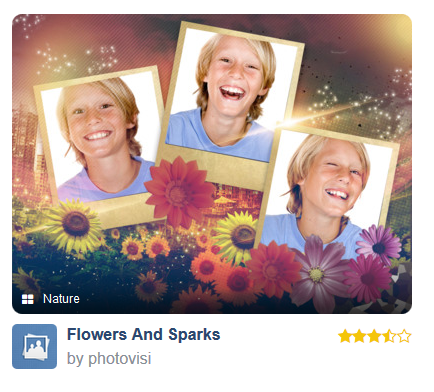 Nature
Flowers And Sparks
by photovisi